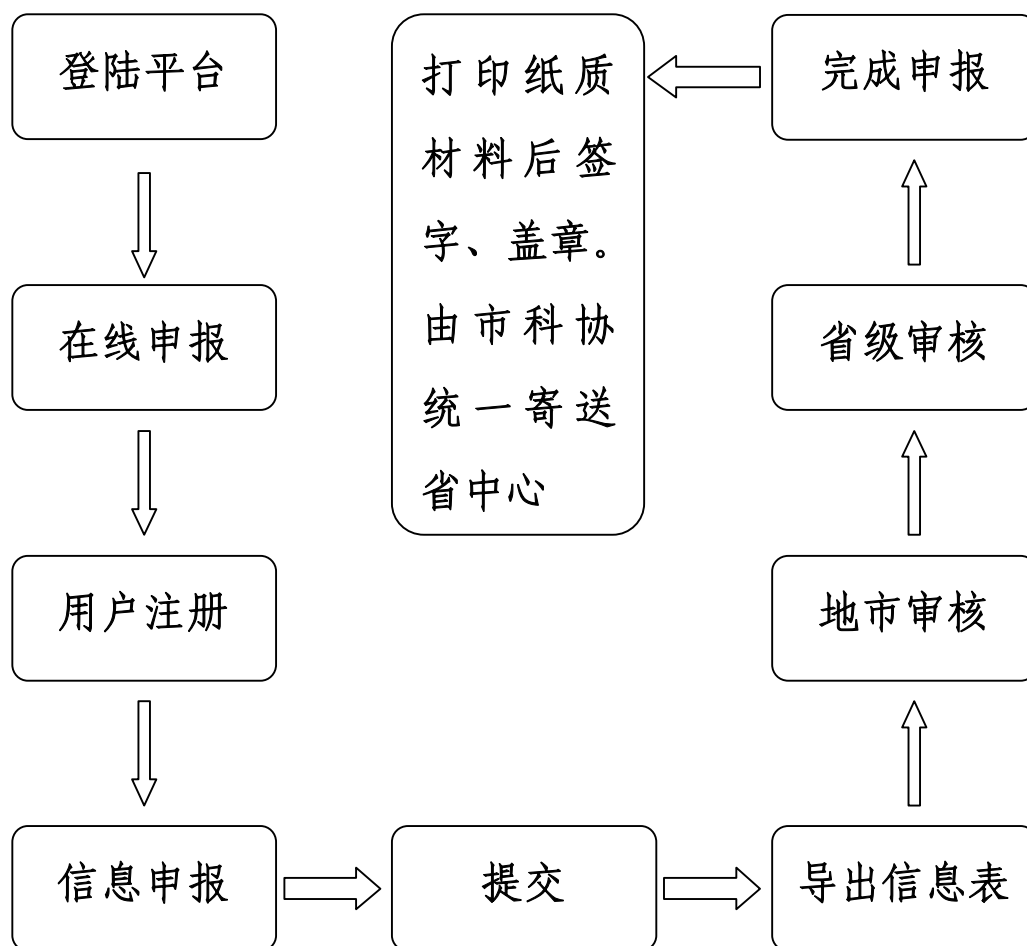 登陆平台
在线申报
用户注册
信息申报
提交
导出信息表
地市审核
省级审核
完成申报
打印纸质
材料后签
字、盖章。
由市科协
统一寄送
省中心